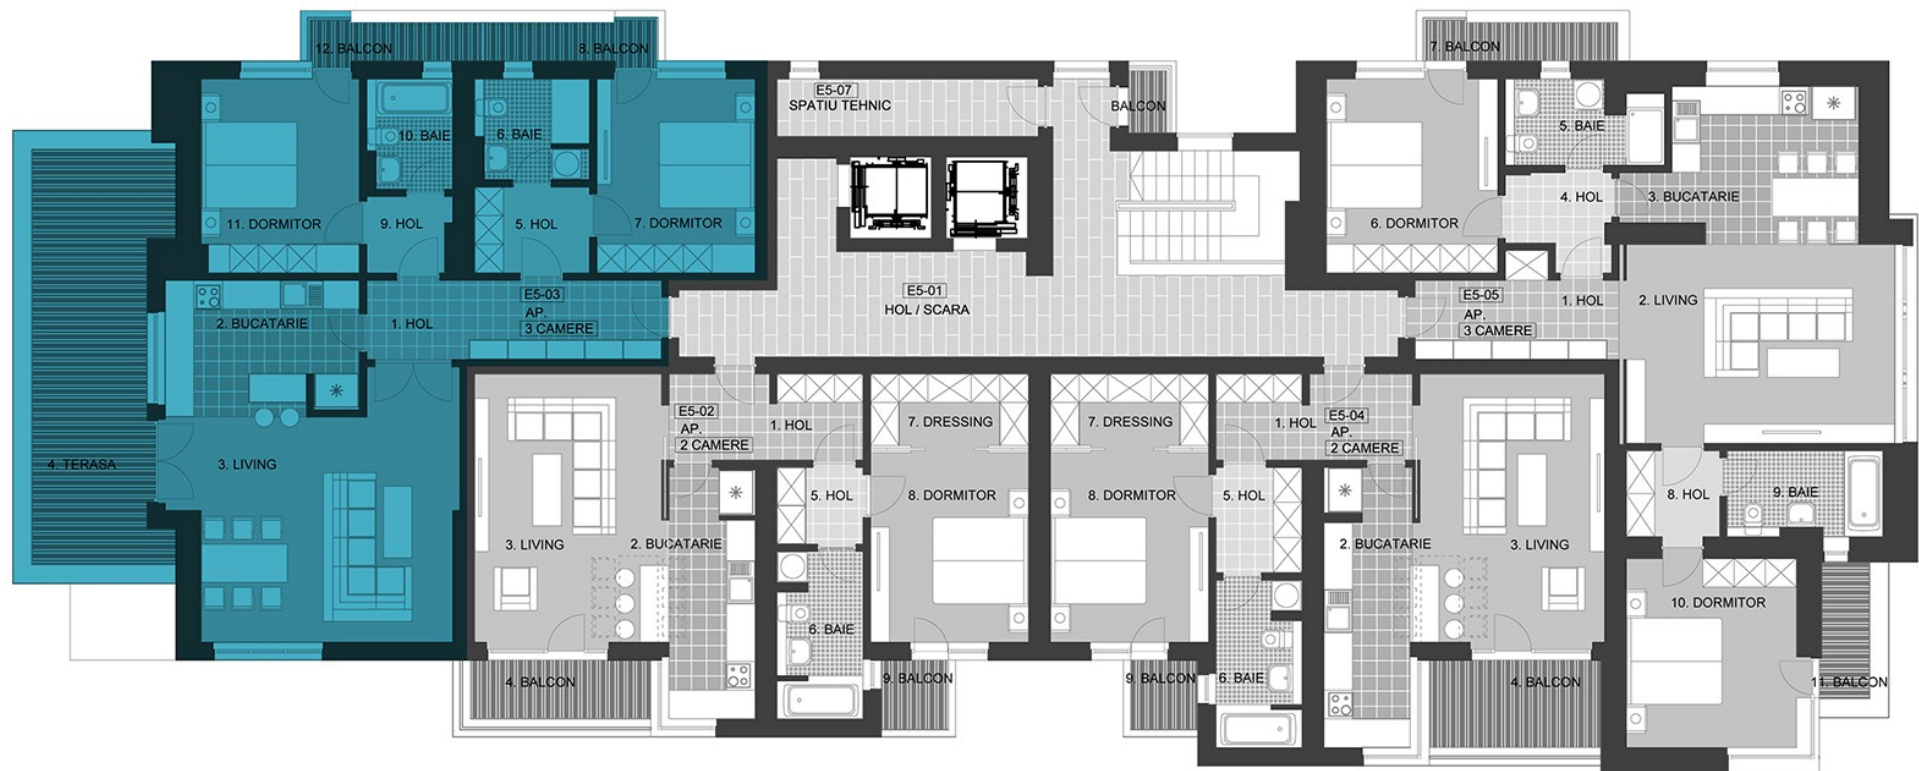 12. BALCON
8. BALCON
10. BAIE
6. BAIE
11. DORMITOR
9. HOL
5. HOL
7. DORMITOR
2. BUCATARIE
1. HOL
E5-03
AP.
3 CAMERE
4. TERASA
3. LIVING
E5-07
SPATIU TEHNIC
BALCON
E5-01
HOL / SCARA
E5-02
AP.
2 CAMERE
1. HOL
7. DRESSING
5. HOL
8. DORMITOR
3. LIVING
2. BUCATARIE
6. BAIE
4. BALCON
9. BALCON
7. DRESSING
1. HOL
E5-04
AP.
2 CAMERE
8. DORMITOR
5. HOL
2. BUCATARIE
3. LIVING
9. BALCON
6. BAIE
4. BALCON
7. BALCON
5. BAIE
4. HOL
3. BUCATARIE
6. DORMITOR
E5-05
AP.
3 CAMERE
1. HOL
2. LIVING
8. HOL
9. BAIE
10. DORMITOR
11. BALCON